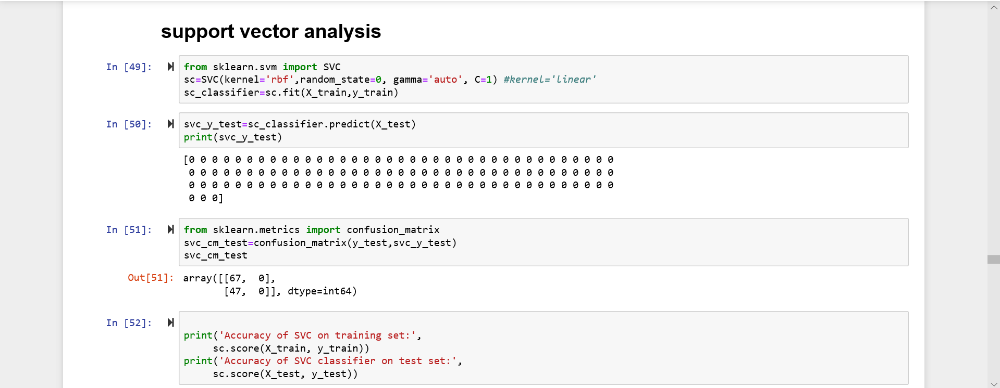 support vector analysis
In [49]:
from sklearn.svm import SVC
sc=SVC(kernel='rbf',random_state=0, gamma='auto', C=1) #kernel='linear'
sc_classifier=sc.fit(X_train,y_train)
In [50]:
svc_y_test=sc_classifier.predict(X_test)
print(svc_y_test)
[0 0 0 0 0 0 0 0 0 0 0 0 0 0 0 0 0 0 0 0 0 0 0 0 0 0 0 0 0 0 0 0 0 0 0 0 0
0 0 0 0 0 0 0 0 0 0 0 0 0 0 0 0 0 0 0 0 0 0 0 0 0 0 0 0 0 0 0 0 0 0 0 0 0
0 0 0 0 0 0 0 0 0 0 0 0 0 0 0 0 0 0 0 0 0 0 0 0 0 0 0 0 0 0 0 0 0 0 0 0 0
0 0 0]
In [51]:
from sklearn.metrics import confusion_matrix
svc_cm_test=confusion_matrix(y_test,svc_y_test)
svc_cm_test
Out[51]:
array([[67,  0],
[47,  0]], dtype=int64)
In [52]:
print('Accuracy of SVC on training set:',
sc.score(X_train, y_train))
print('Accuracy of SVC classifier on test set:',
sc.score(X_test, y_test))